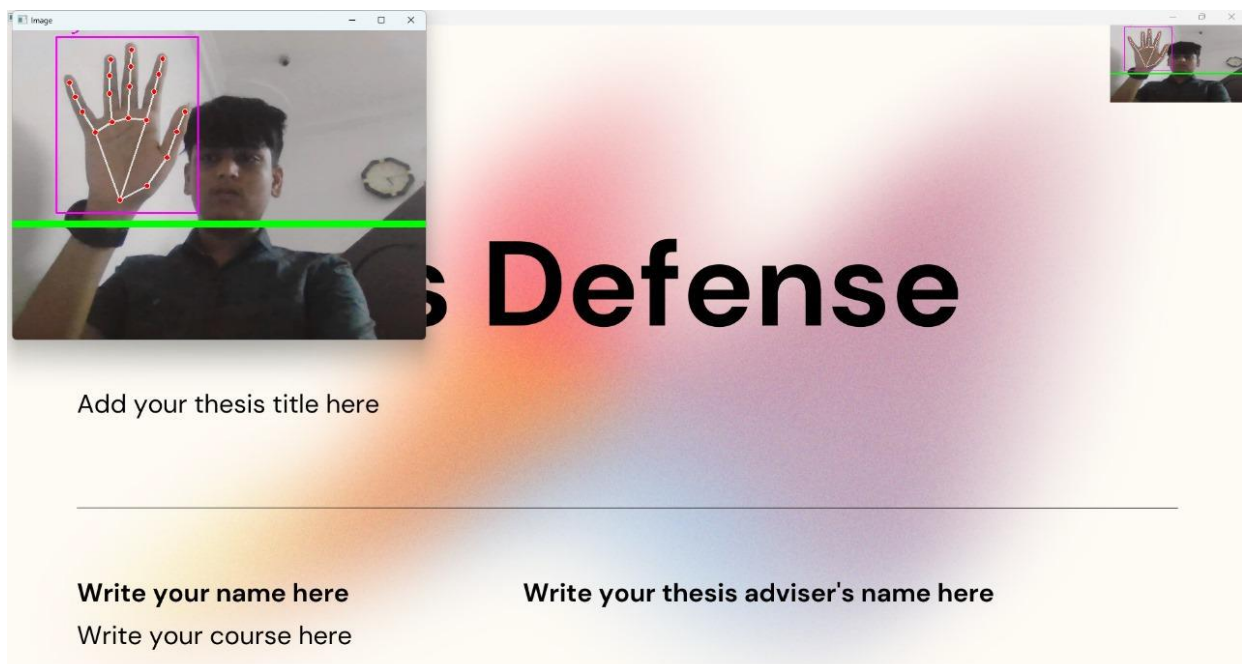 Image
s Defense
Add your thesis title here
Write your name here
Write your thesis adviser's name here
Write your course here